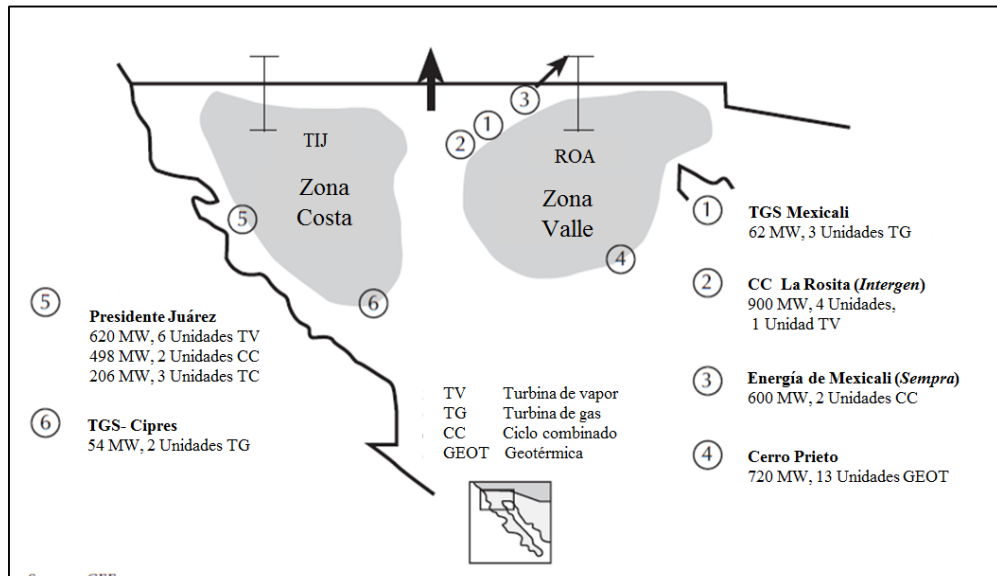 3
1
2
TIJ
ROA
Zona
Costa
Zona
Valle
5
4
6
1
TGS Mexicali
62 MW, 3 Unidades TG
2
CC La Rosita (Intergen)
900 MW, 4 Unidades,
1 Unidad TV
3
Energía de Mexicali (Sempra)
600 MW, 2 Unidades CC
4
Cerro Prieto
720 MW, 13 Unidades GEOT
5
Presidente Juárez
620 MW, 6 Unidades TV
498 MW, 2 Unidades CC
206 MW, 3 Unidades TC
6
TGS- Cipres
54 MW, 2 Unidades TG
TV Turbina de vapor
TG Turbina de gas
CC Ciclo combinado
GEOT Geotérmica